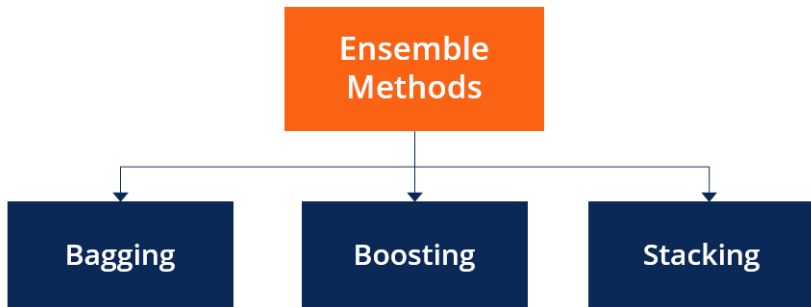 Ensemble
Methods
Bagging
Boosting
Stacking